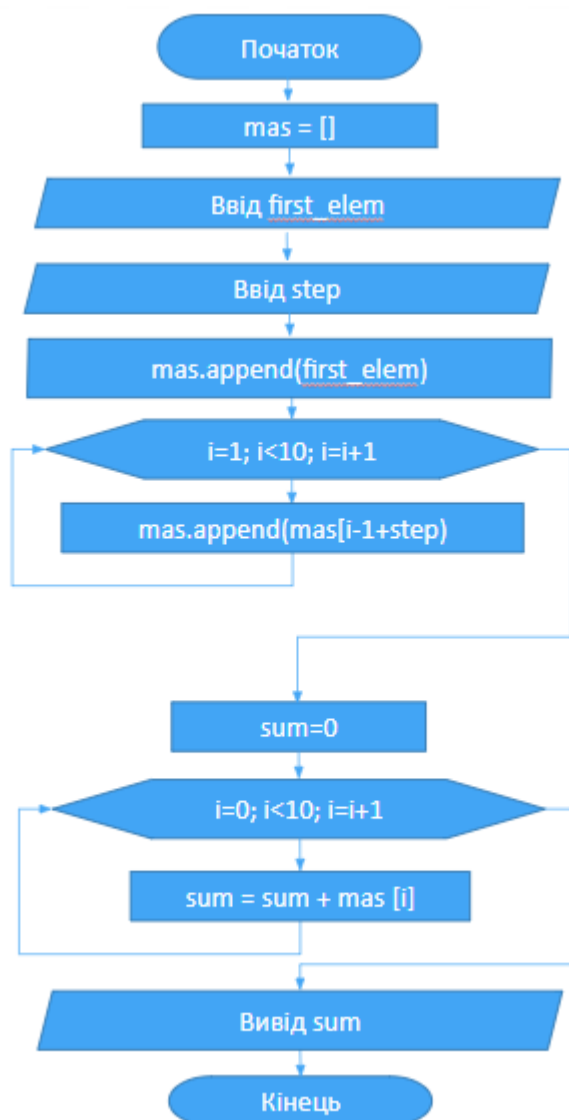 Початок
mas = []
Ввід first_elem
Ввід step
mas.append(first_elem)
i=1; i<10; i=i+1
mas.append(mas[i-1+step)
sum=0
i=0; i<10; i=i+1
sum = sum + mas [i]
Вивід sum
Кінець